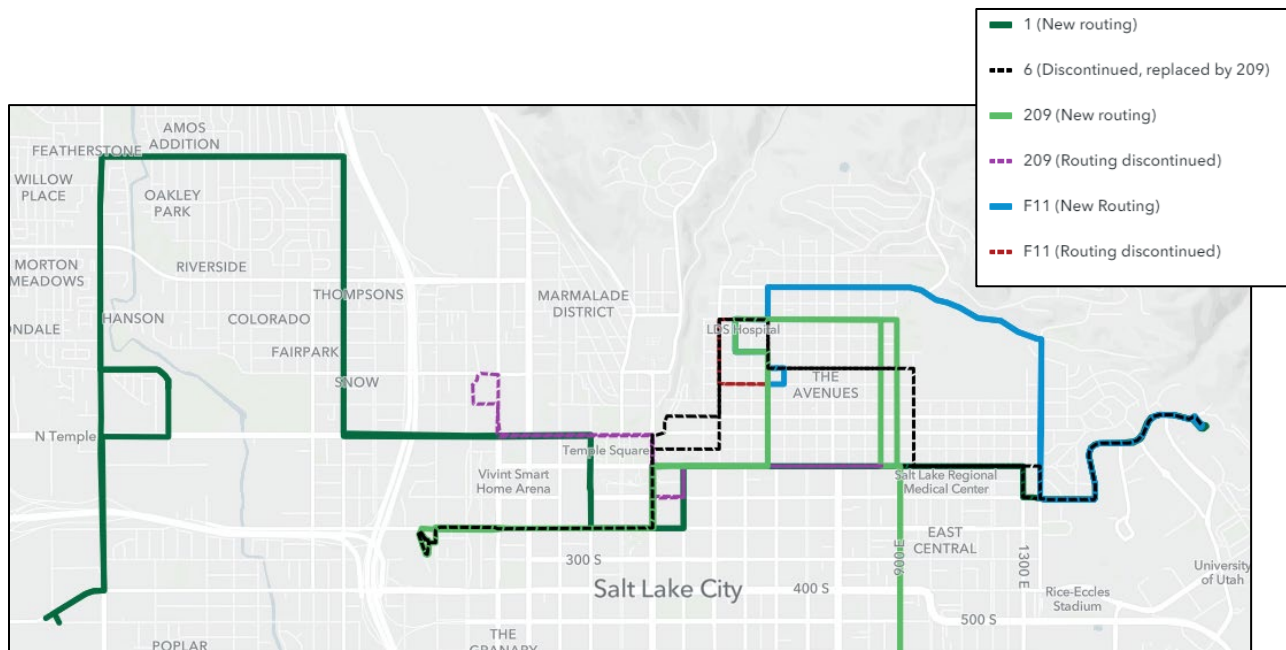 1 (New routing)
6 (Discontinued, replaced by 209)
209 (New routing)
209 (Routing discontinued)
F11 (New Routing)
F11 (Routing discontinued)
AMOS
ADDITION
FEATHERSTONE
WILLOW
PLACE
OAKLEY
PARK
MORTON
MEADOWS
RIVERSIDE
THOMPSONS
MARMALADE
DISTRICT
ONDALE
HANSON
COLORADO
LDS Hospital
FAIRPARK
SNOW
THE
AVENUES
N Temple
Temple Square
Vivint Smart
Home Arena
Salt Lake Regional
Medical Center
EAST
CENTRAL
900 E
1300 E
300 S
University
of Utah
Salt Lake City
400 S
Rice-Eccles
Stadium
500 S
POPLAR
THE
GRANARY